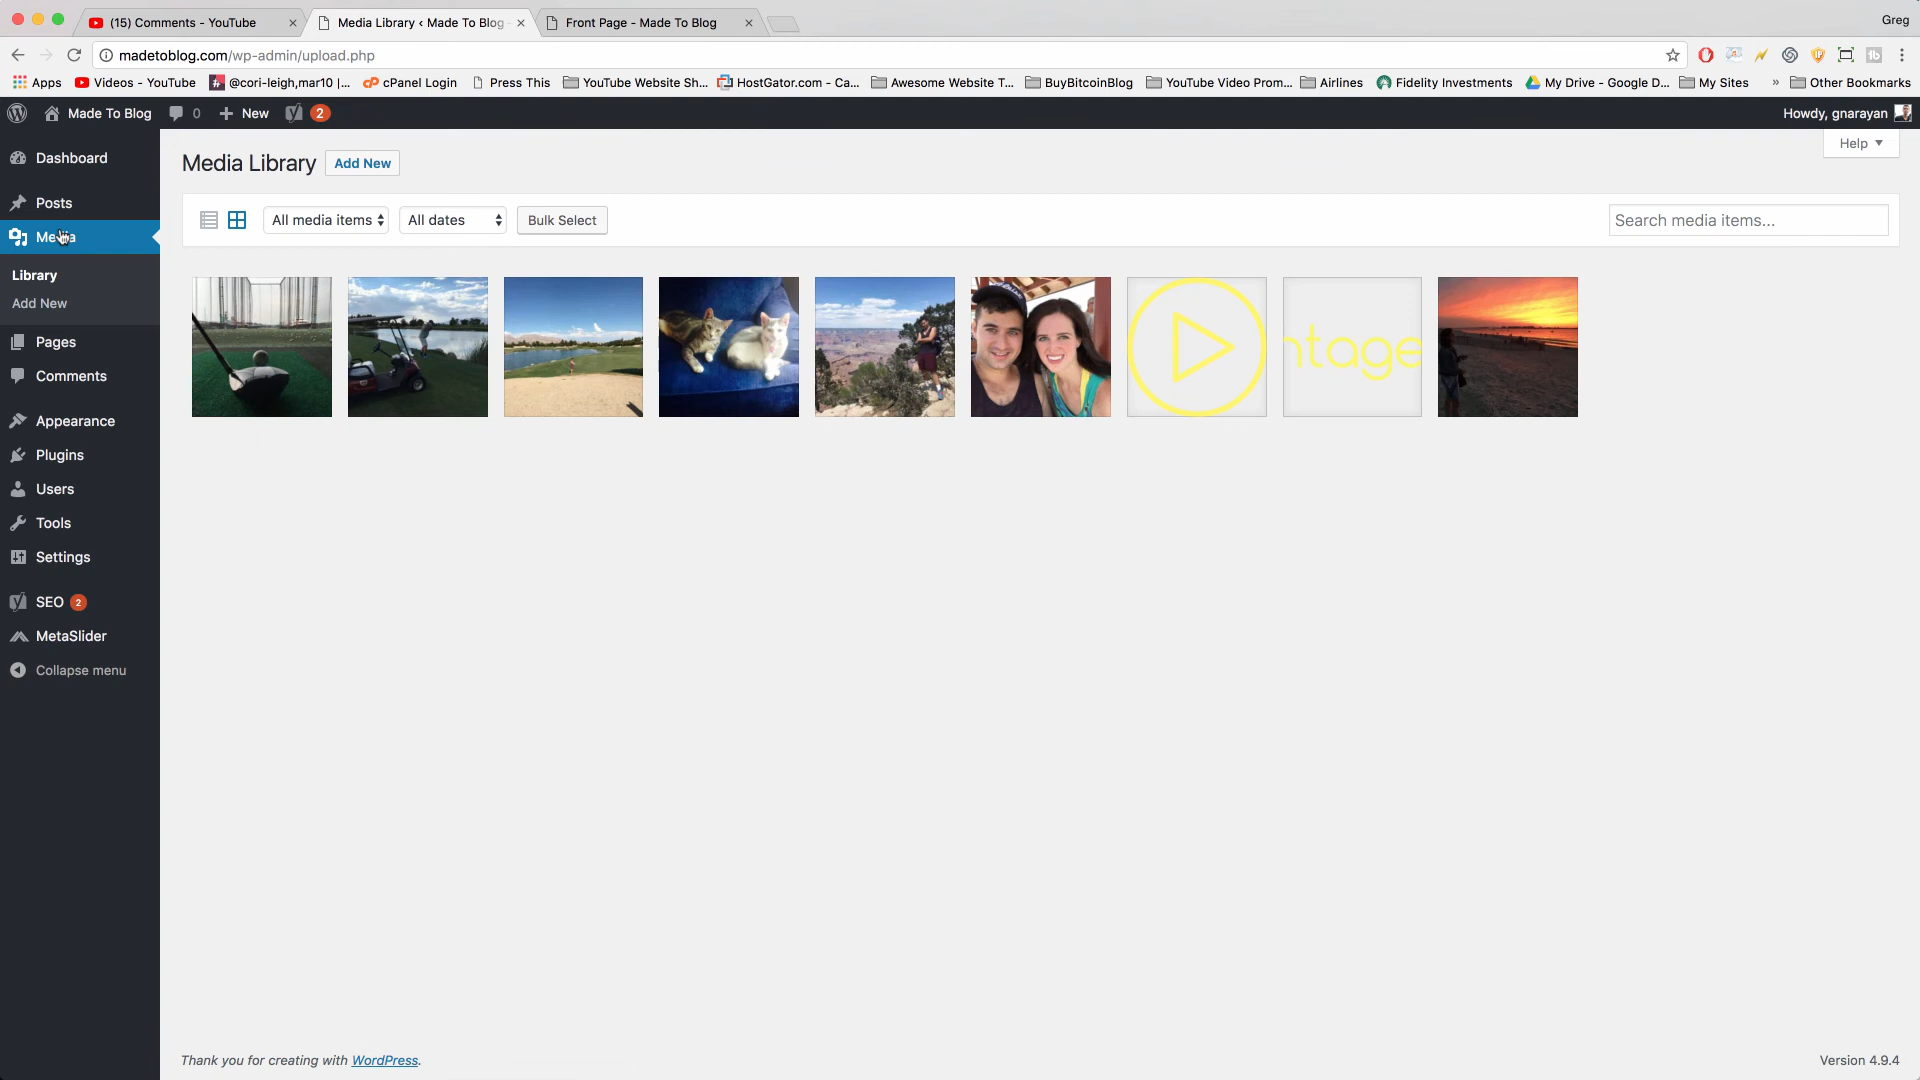 (15) Comments - YouTube
Media Library ‹ Made To Blog -
Front Page - Made To Blog
Greg
madetoblog.com/wp-admin/upload.php
Apps
Videos - YouTube
@cori-leigh,mar10 |...
cPanel Login
Press This
YouTube Website Sh...
HostGator.com - Ca...
Awesome Website T...
BuyBitcoinBlog
YouTube Video Prom...
Airlines
Fidelity Investments
My Drive - Google D...
My Sites
»
Other Bookmarks
Made To Blog
0
New
2
Howdy, gnarayan
Help
Dashboard
Posts
Media
Library
Add New
Pages
Comments
Appearance
Plugins
Users
Tools
Settings
SEO 2
MetaSlider
Collapse menu
Media Library
Add New
All media items
All dates
Bulk Select
Search media items...
ntage
Thank you for creating with WordPress.
Version 4.9.4